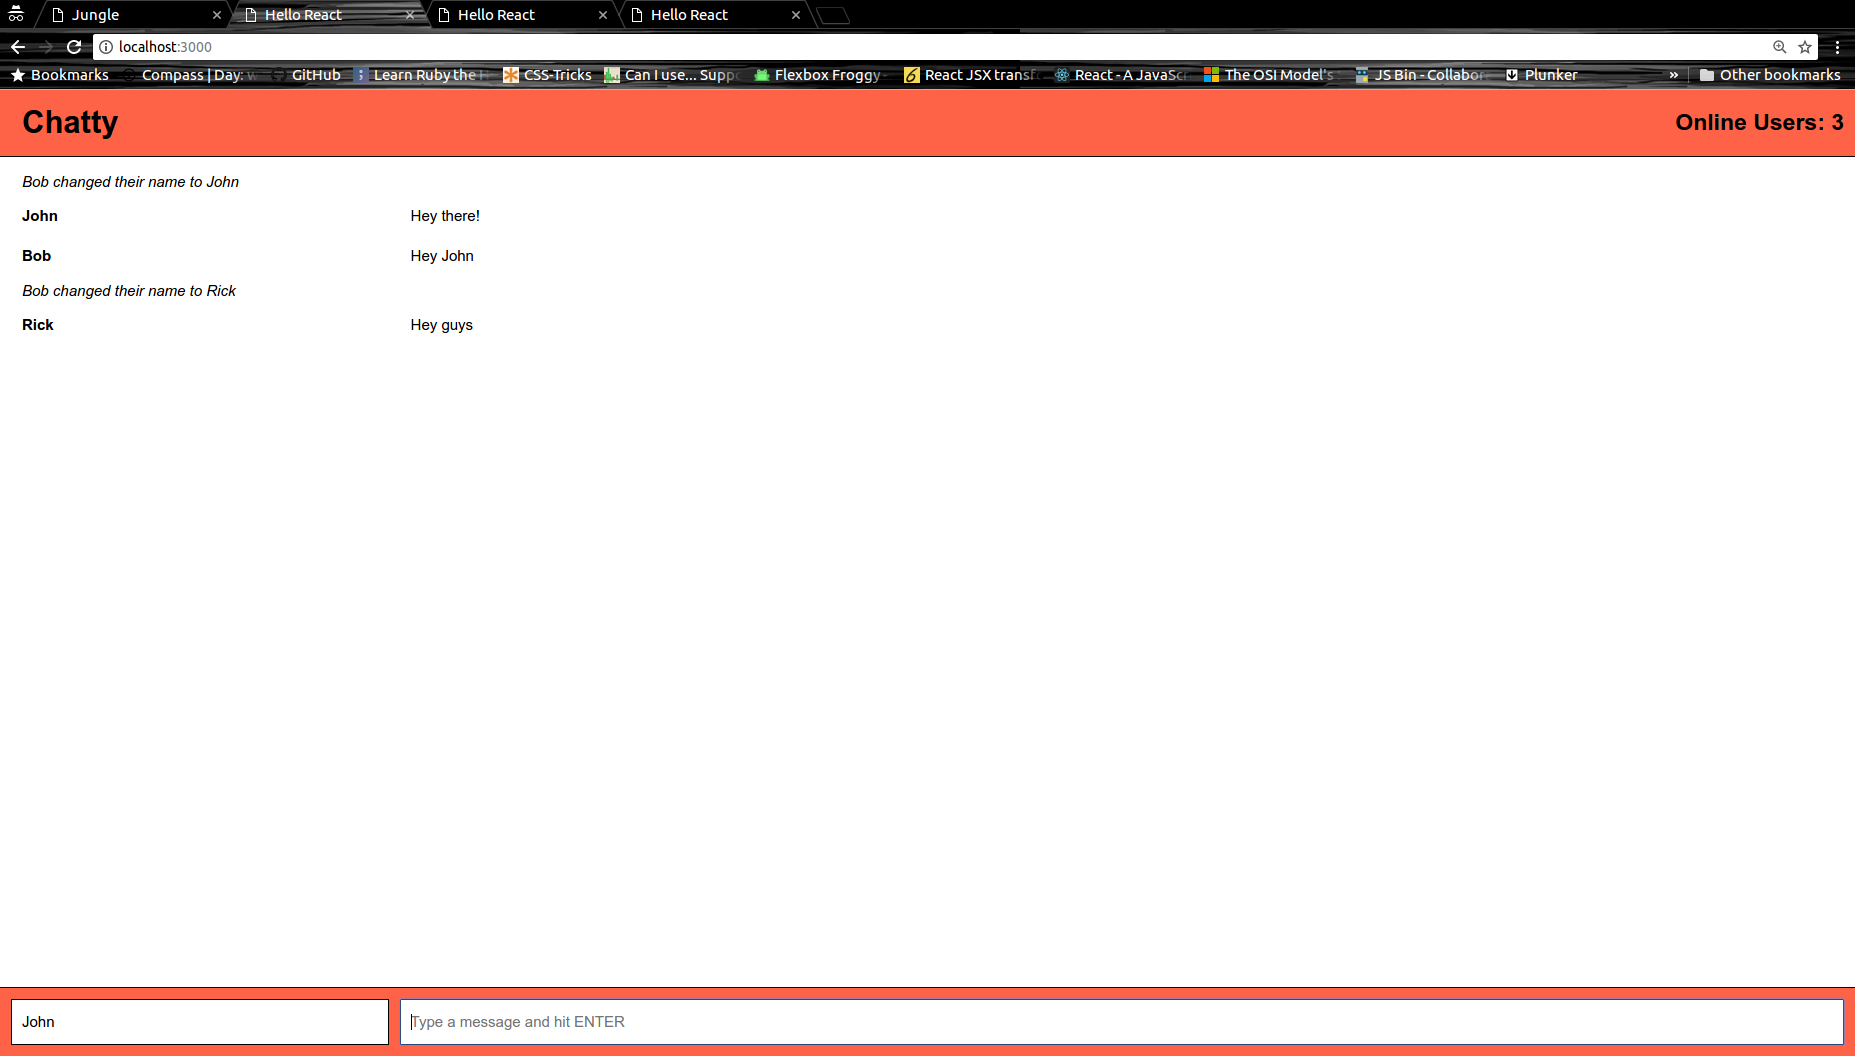 Jungle Hello React Hello React Hello React
localhost:3000
Bookmarks Compass | Day: GitHub Learn Ruby the CSS-Tricks Can I use... Supp Flexbox Froggy - React JSX transf React - A JavaSc The OSI Model's JS Bin - Collabor Plunker » Other bookmarks
Chatty Online Users: 3
Bob changed their name to John
John Hey there!
Bob Hey John
Bob changed their name to Rick
Rick Hey guys
John Type a message and hit ENTER